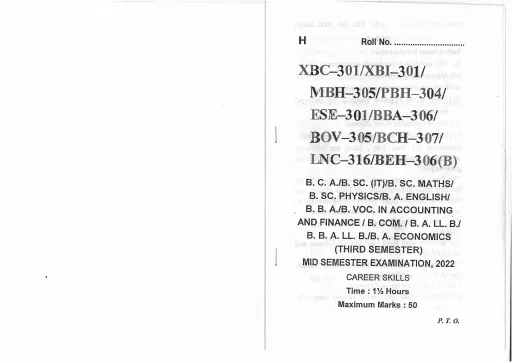 H Roll No. ..............................
XBC–301/XBI–301/
MBH–305/PBH–304/
ESE–301/BBA–306/
BOV–305/BCH–307/
LNC–316/BEH–306(B)
B. C. A./B. SC. (IT)/B. SC. MATHS/
B. SC. PHYSICS/B. A. ENGLISH/
B. B. A./B. VOC. IN ACCOUNTING
AND FINANCE / B. COM. / B. A. LL. B./
B. B. A. LL. B./B. A. ECONOMICS
(THIRD SEMESTER)
MID SEMESTER EXAMINATION, 2022
CAREER SKILLS
Time : 1½ Hours
Maximum Marks : 50
P. T. O.